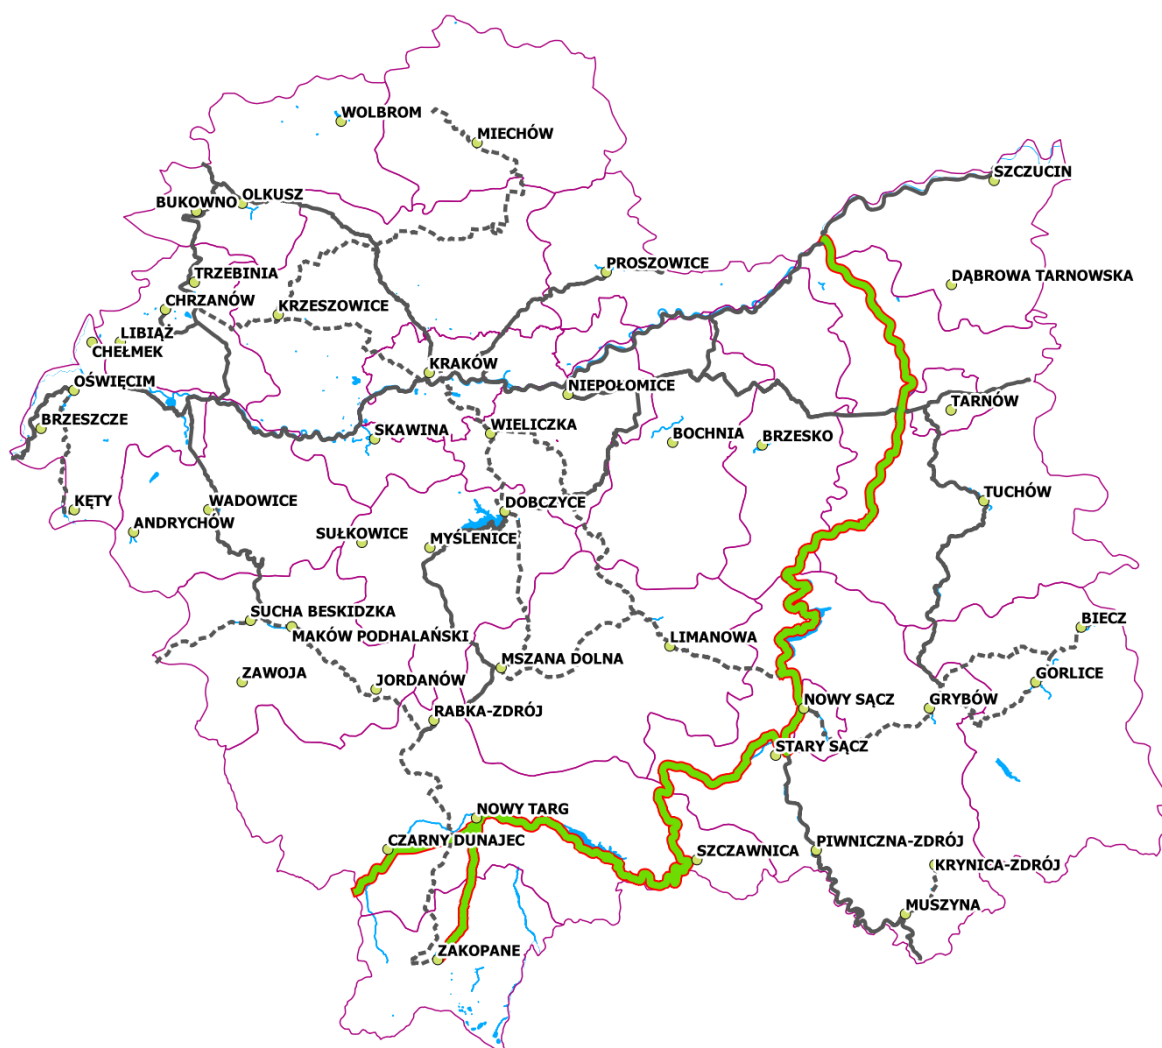 WOLBROM
MIECHÓW
SZCZUCIN
OLKUSZ
BUKOWNO
PROSZOWICE
TRZEBINIA
DĄBROWA TARNOWSKA
CHRZANÓW
KRZESZOWICE
LIBIĄŻ
CHEŁMEK
KRAKÓW
OŚWIĘCIM
NIEPOŁOMICE
TARNÓW
BRZESZCZE
SKAWINA
WIELICZKA
BOCHNIA
BRZESKO
KĘTY
WADOWICE
DOBCZYCE
TUCHÓW
ANDRYCHÓW
SUŁKOWICE
MYŚLENICE
SUCHA BESKIDZKA
BIECZ
MAKÓW PODHALAŃSKI
LIMANOWA
ZAWOJA
MSZANA DOLNA
GORLICE
JORDANÓW
RABKA-ZDRÓJ
NOWY SĄCZ
GRYBÓW
STARY SĄCZ
NOWY TARG
CZARNY DUNAJEC
SZCZAWNICA
PIWNICZNA-ZDRÓJ
KRYNICA-ZDRÓJ
MUSZYNA
ZAKOPANE